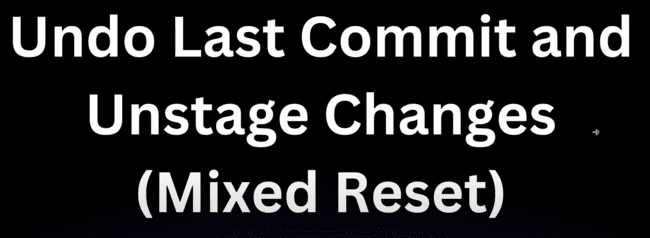 Undo Last Commit and
Unstage Changes
(Mixed Reset)